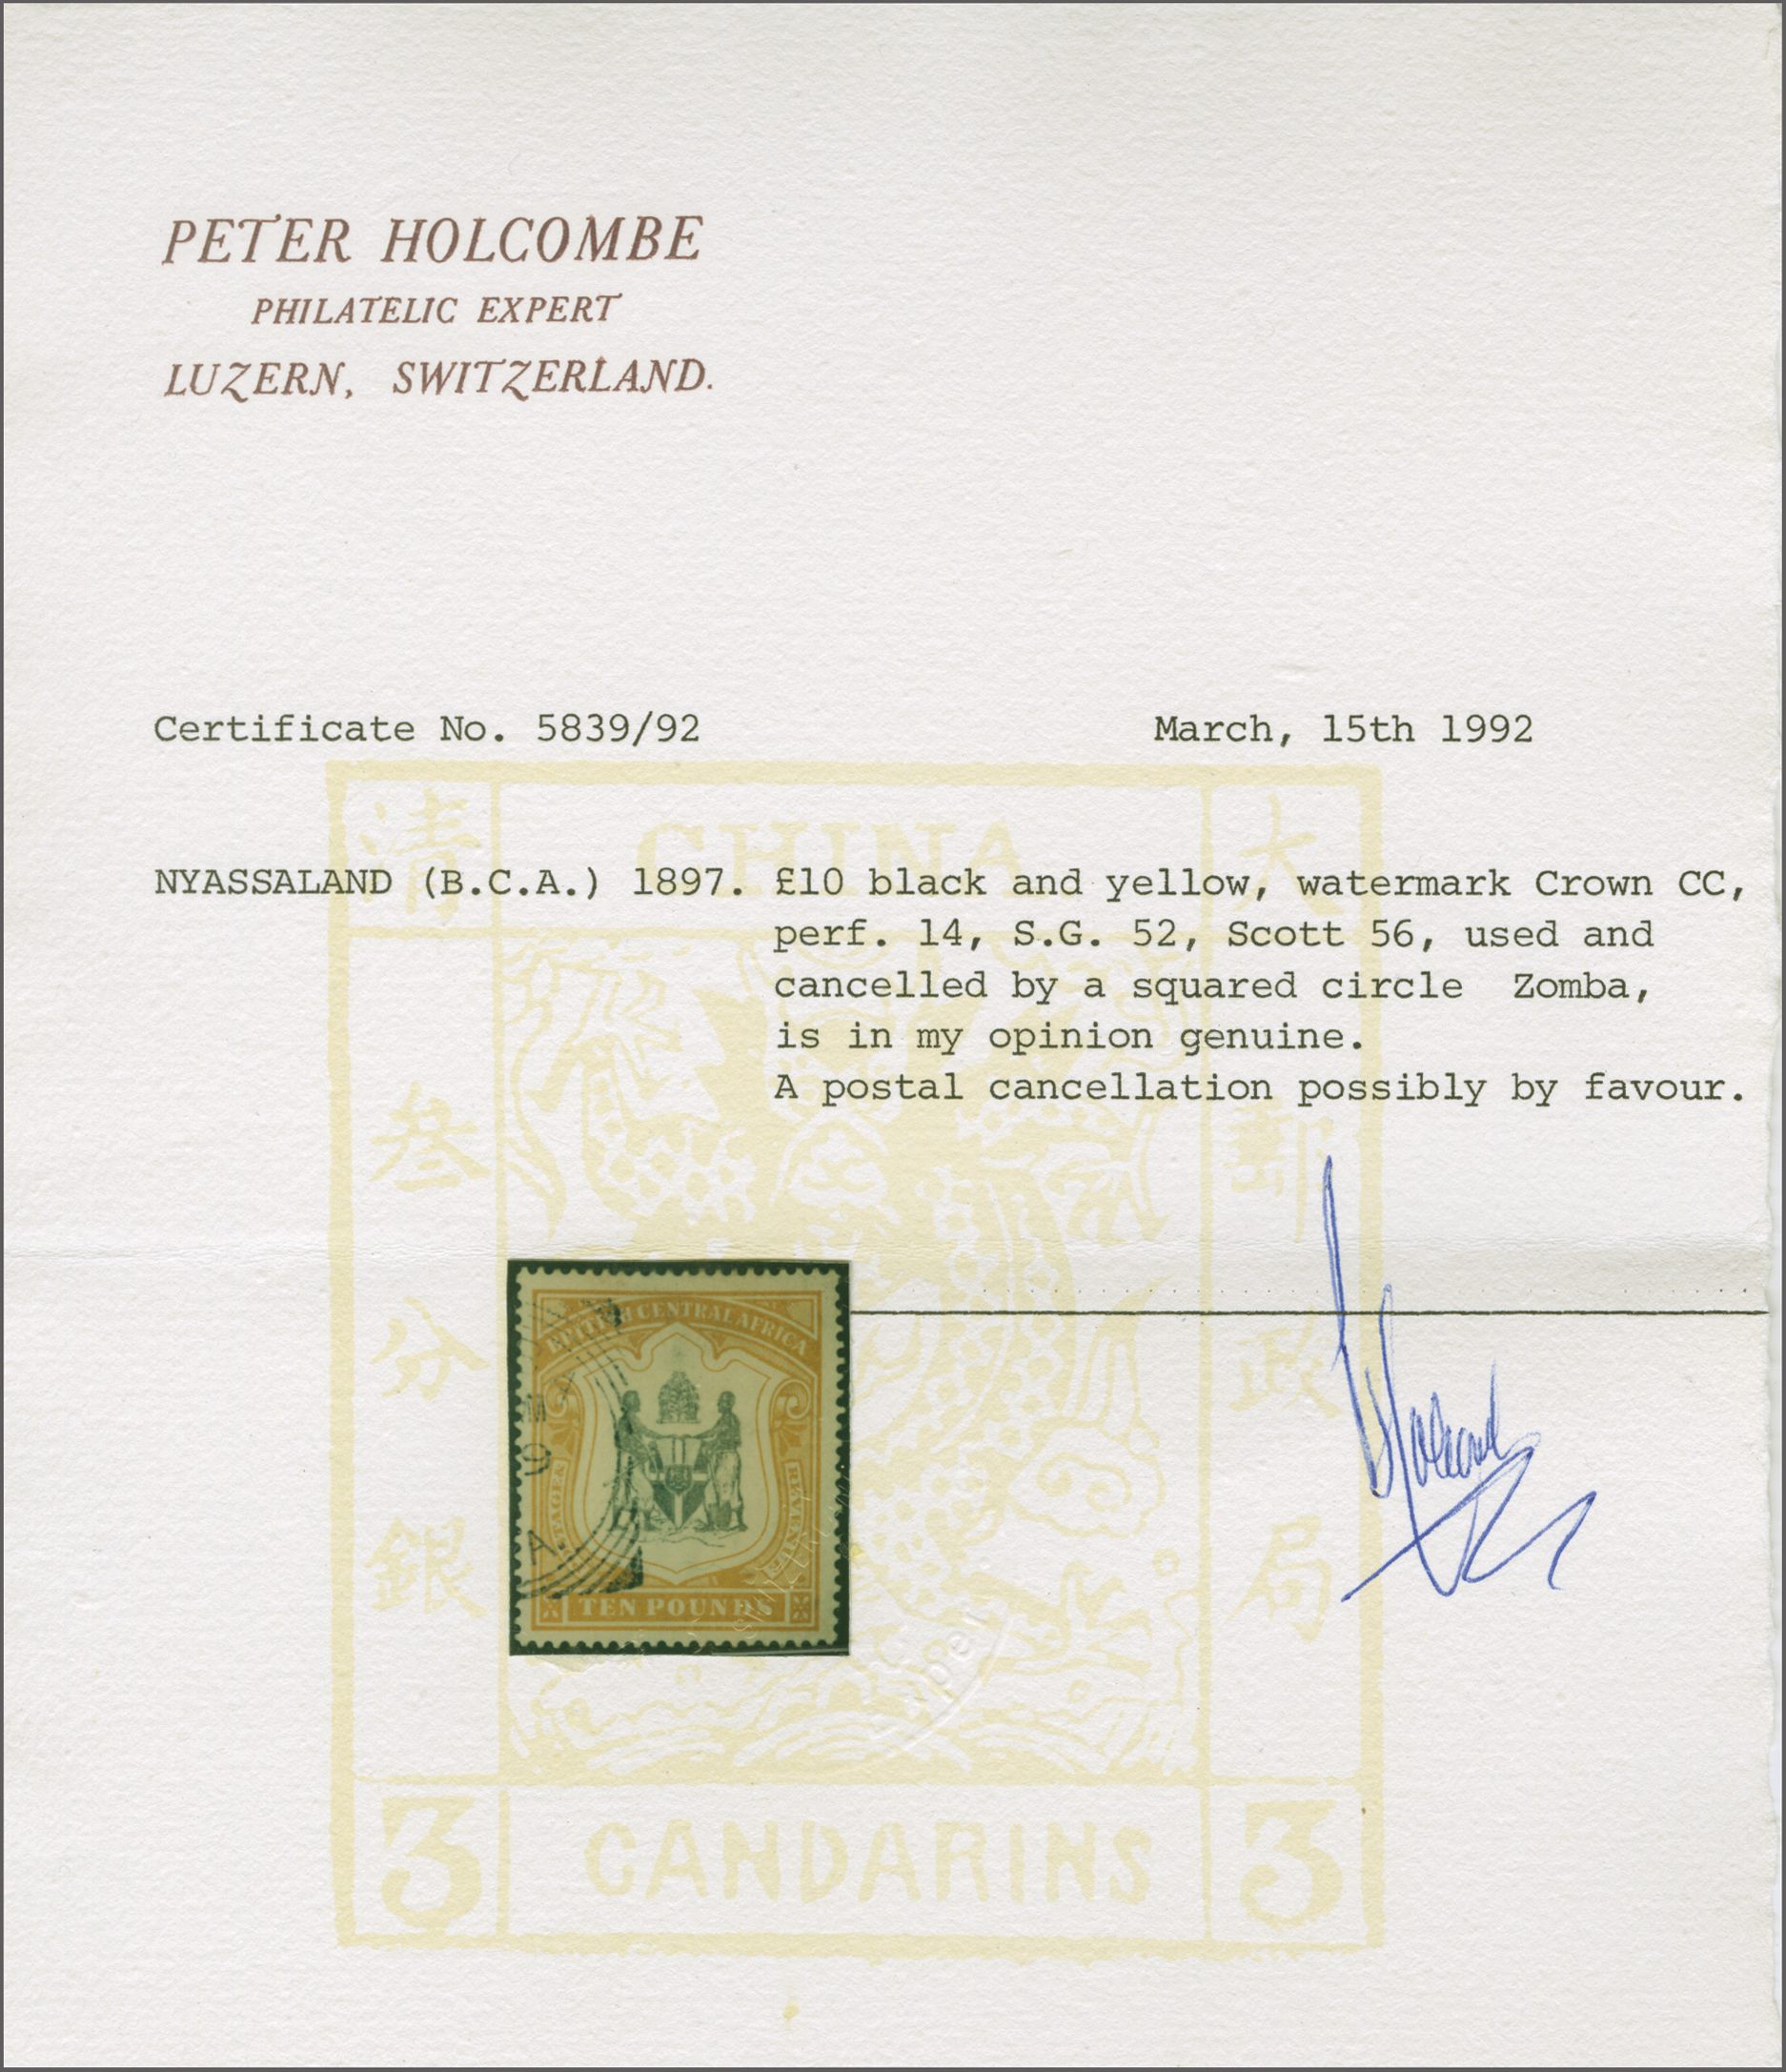 PETER HOLCOMBE
PHILATELIC EXPERT
LUZERN, SWITZERLAND.
Certificate No. 5839/92 March, 15th 1992
清 CHINA 大
NYASSALAND (B.C.A.) 1897. £10 black and yellow, watermark Crown CC,
perf. 14, S.G. 52, Scott 56, used and
cancelled by a squared circle Zomba,
is in my opinion genuine.
A postal cancellation possibly by favour.
叁分銀
郵政局
CENTRAL AFRICA
REVENUE
M
9
A.
TEN POUNDS
3 CANDARINS 3